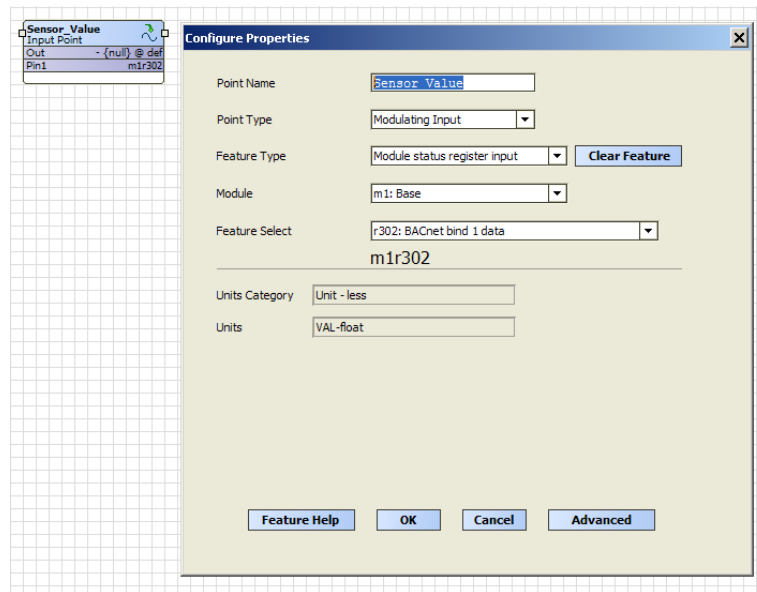 Sensor_Value
Input Point
Out - {null} @ def
Pin1 m1r302
Configure Properties
Point Name Sensor Value
Point Type Modulating Input
Feature Type Module status register input Clear Feature
Module m1: Base
Feature Select r302: BACnet bind 1 data
m1r302
Units Category Unit - less
Units VAL-float
Feature Help OK Cancel Advanced